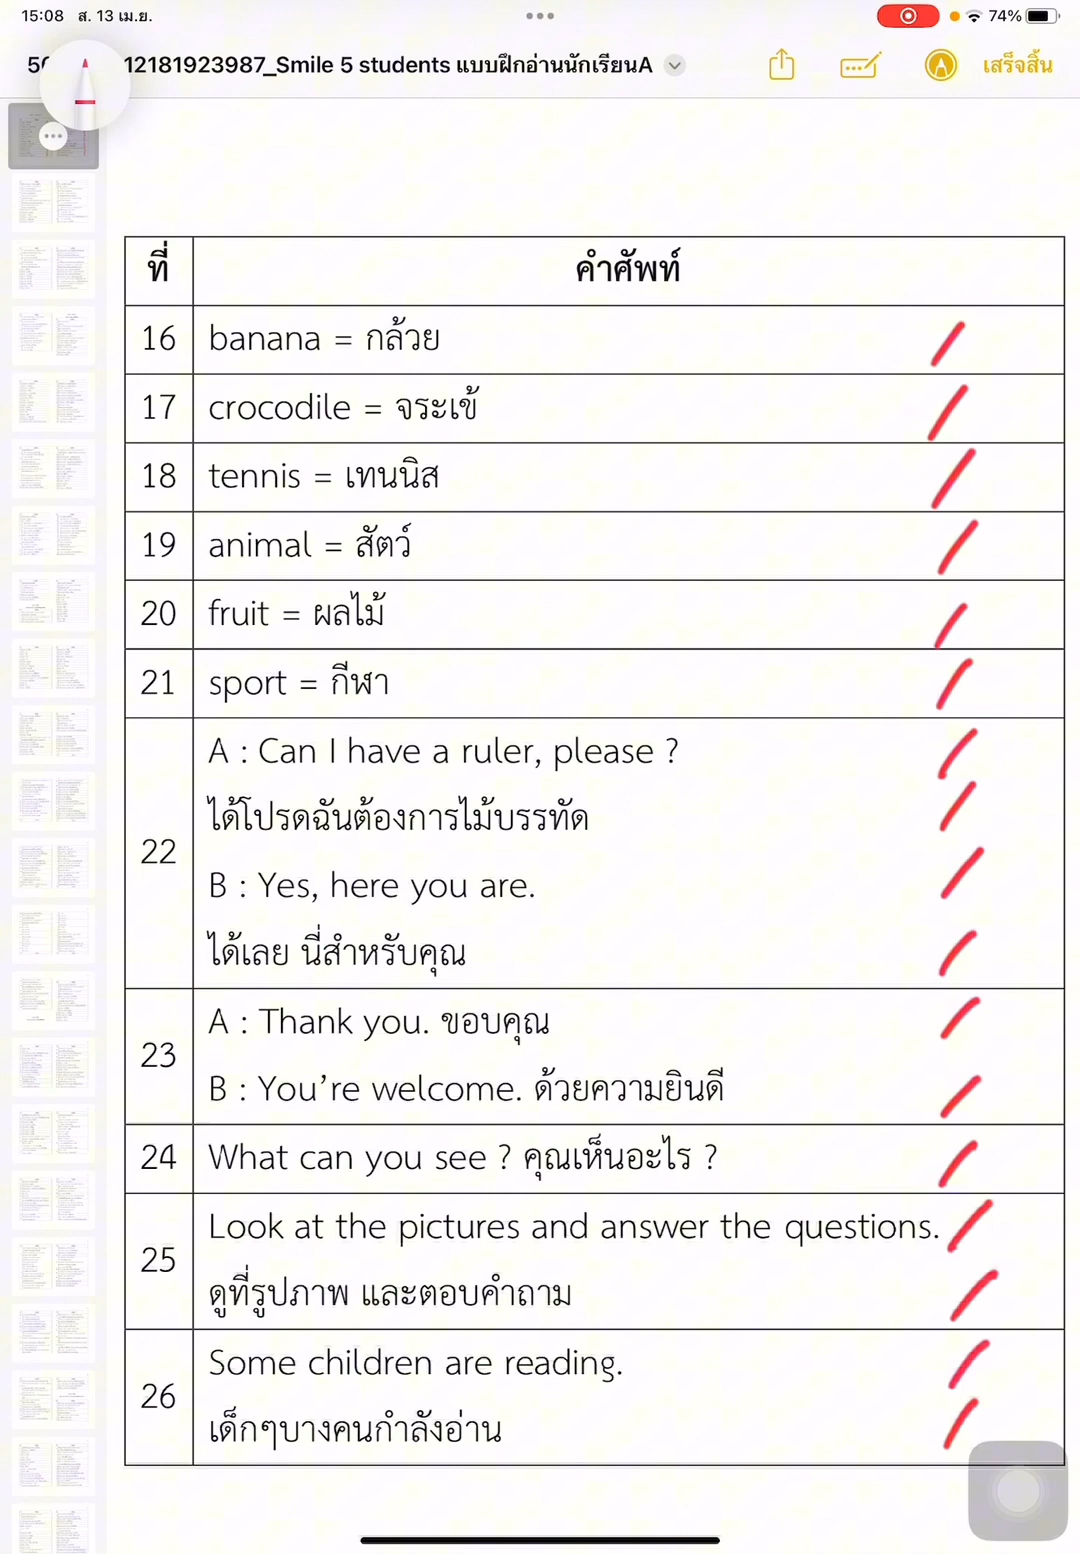 15:08 ส. 13 เม.ย.
74%
12181923987_Smile 5 students แบบฝึกอ่านนักเรียนA
เสร็จสิ้น
ที่ คำศัพท์
16 banana = กล้วย
17 crocodile = จระเข้
18 tennis = เทนนิส
19 animal = สัตว์
20 fruit = ผลไม้
21 sport = กีฬา
22
A : Can I have a ruler, please ?
ได้โปรดฉันต้องการไม้บรรทัด
B : Yes, here you are.
ได้เลย นี่สำหรับคุณ
23
A : Thank you. ขอบคุณ
B : You’re welcome. ด้วยความยินดี
24 What can you see ? คุณเห็นอะไร ?
25
Look at the pictures and answer the questions.
ดูที่รูปภาพ และตอบคำถาม
26
Some children are reading.
เด็กๆบางคนกำลังอ่าน